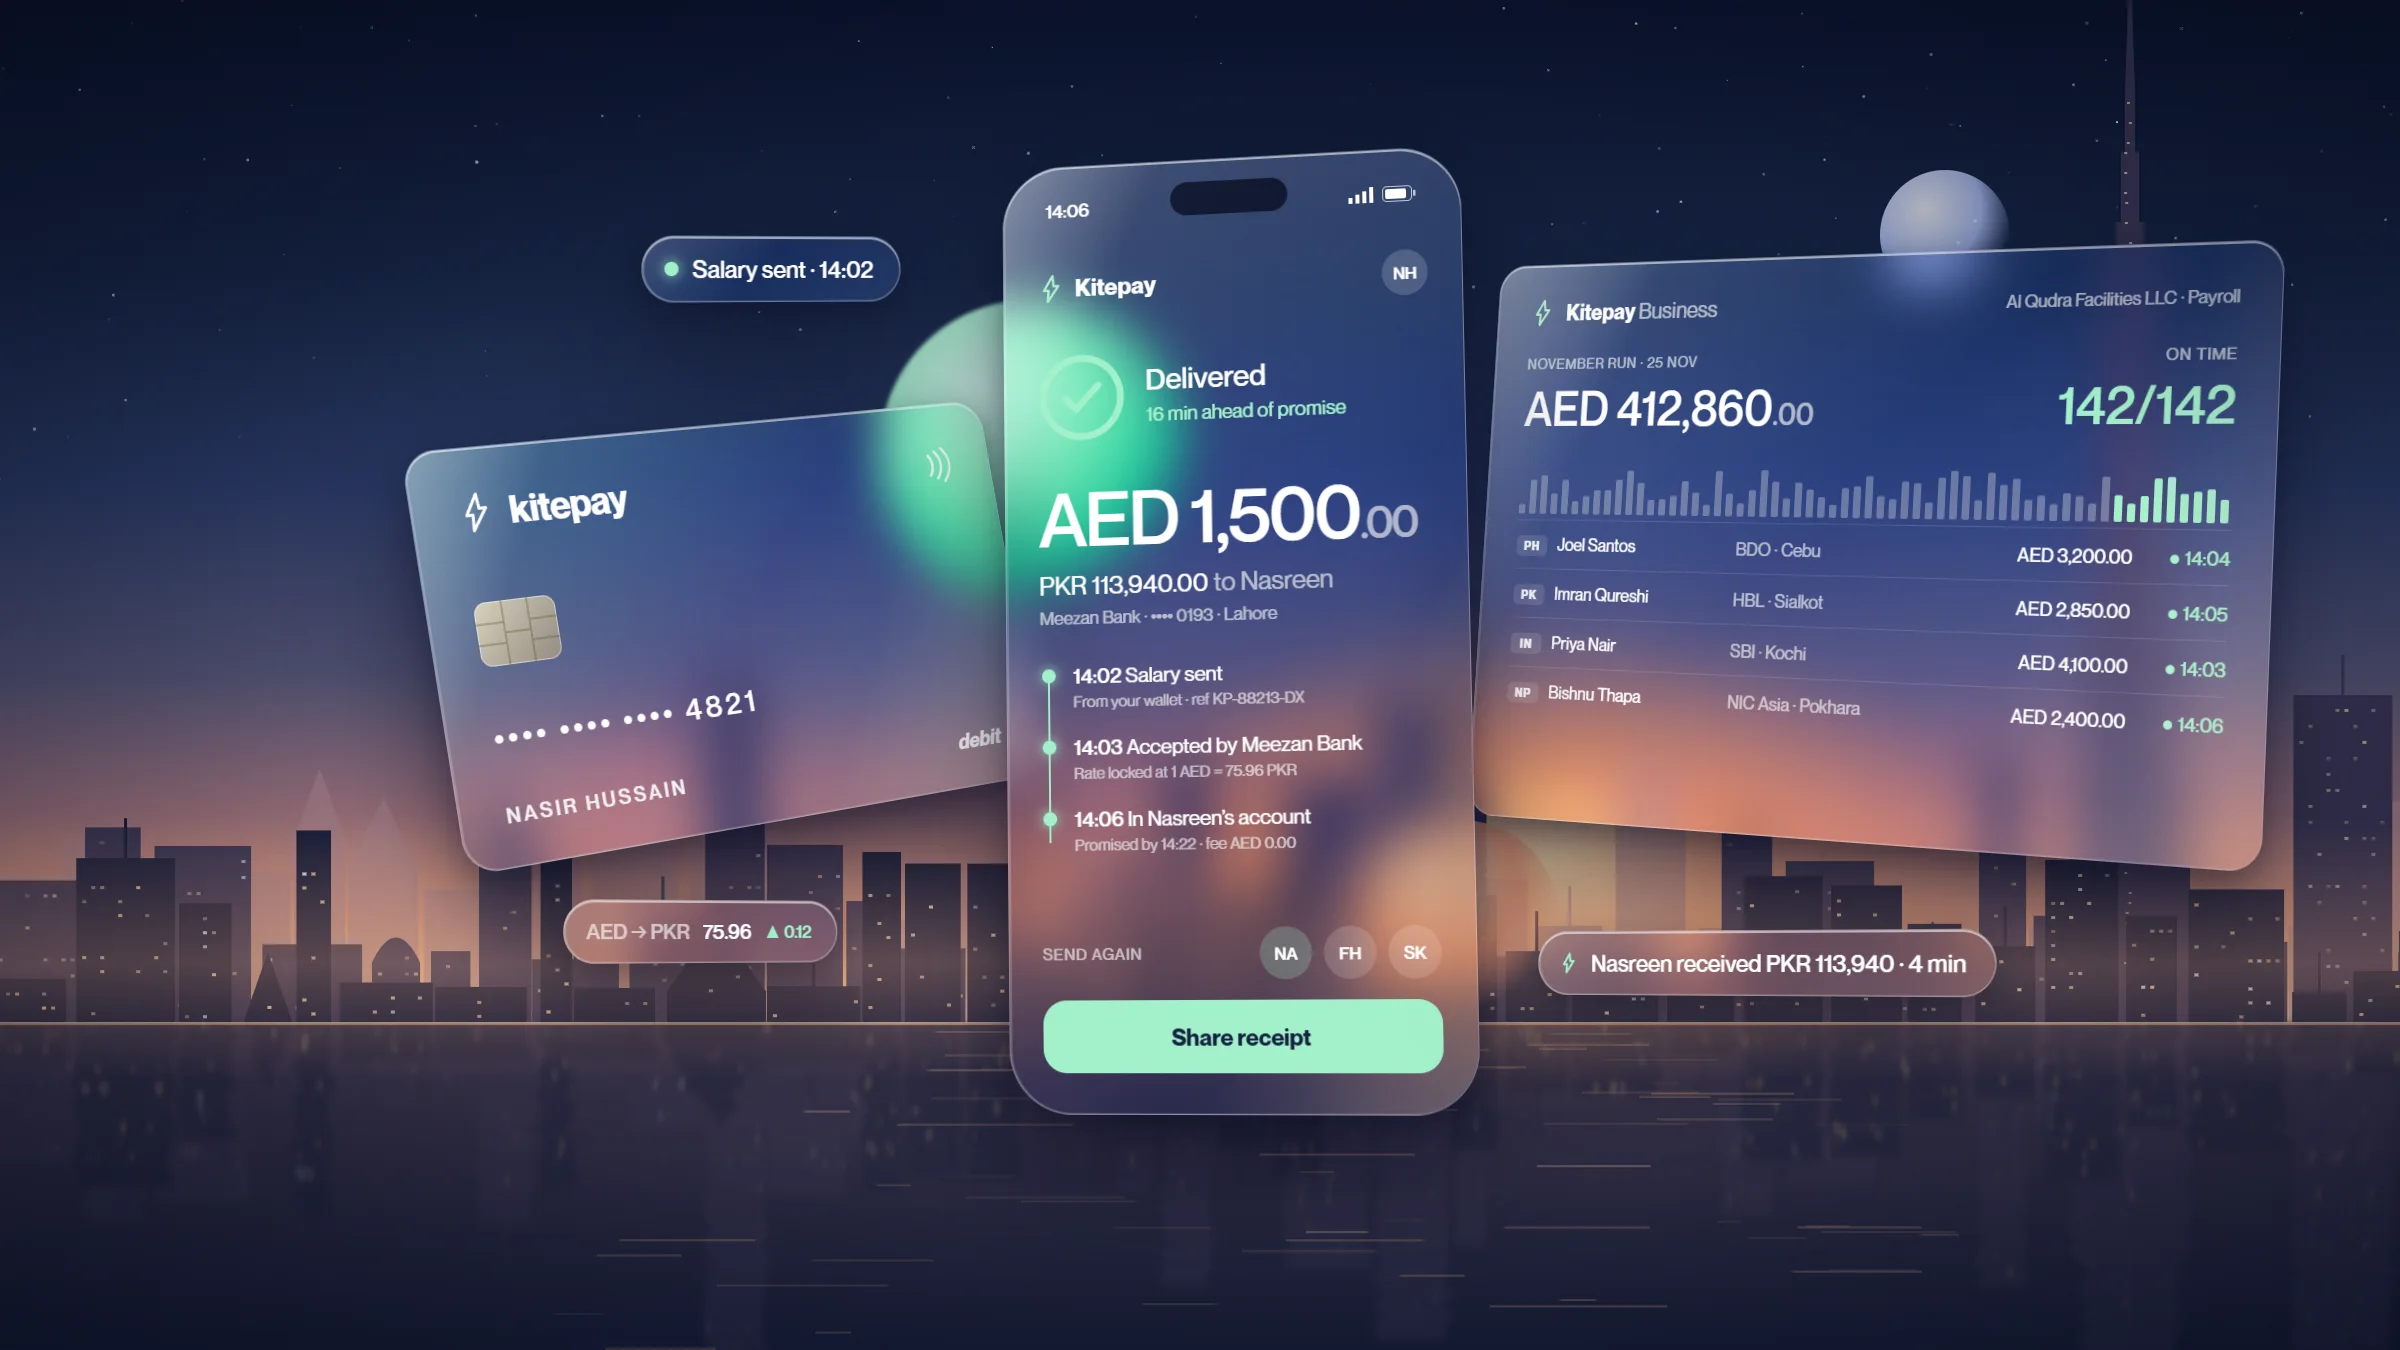 Salary sent · 14:02
kitepay
•••• •••• •••• 4821
debit
NASIR HUSSAIN
AED → PKR 75.96 ▲ 0.12
14:06
Kitepay
NH
Delivered
16 min ahead of promise
AED 1,500.00
PKR 113,940.00 to Nasreen
Meezan Bank · •••• 0193 · Lahore
14:02 Salary sent
From your wallet · ref KP-88213-DX
14:03 Accepted by Meezan Bank
Rate locked at 1 AED = 75.96 PKR
14:06 In Nasreen's account
Promised by 14:22 · fee AED 0.00
SEND AGAIN NA FH SK
Share receipt
Kitepay Business
Al Qudra Facilities LLC · Payroll
NOVEMBER RUN · 25 NOV
ON TIME
AED 412,860.00
142/142
PH Joel Santos BDO · Cebu AED 3,200.00 ● 14:04
PK Imran Qureshi HBL · Sialkot AED 2,850.00 ● 14:05
IN Priya Nair SBI · Kochi AED 4,100.00 ● 14:03
NP Bishnu Thapa NIC Asia · Pokhara AED 2,400.00 ● 14:06
Nasreen received PKR 113,940 · 4 min